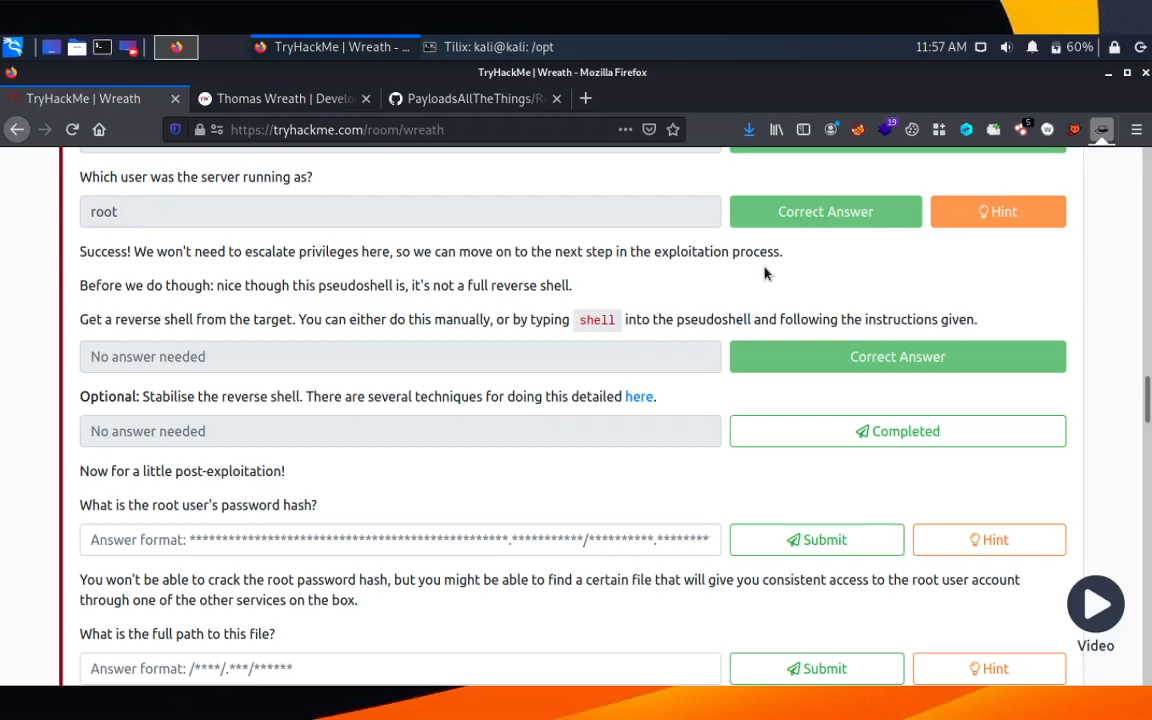 TryHackMe | Wreath - ...
Tilix: kali@kali: /opt
11:57 AM
60%
TryHackMe | Wreath - Mozilla Firefox
TryHackMe | Wreath
Thomas Wreath | Develo
PayloadsAllTheThings/R
https://tryhackme.com/room/wreath
19
5
W
Which user was the server running as?
root
Correct Answer
Hint
Success! We won't need to escalate privileges here, so we can move on to the next step in the exploitation process.
Before we do though: nice though this pseudoshell is, it's not a full reverse shell.
Get a reverse shell from the target. You can either do this manually, or by typing shell into the pseudoshell and following the instructions given.
No answer needed
Correct Answer
Optional: Stabilise the reverse shell. There are several techniques for doing this detailed here.
No answer needed
Completed
Now for a little post-exploitation!
What is the root user's password hash?
Answer format: *************************************************.***********/**********.********
Submit
Hint
You won't be able to crack the root password hash, but you might be able to find a certain file that will give you consistent access to the root user account
through one of the other services on the box.
Video
What is the full path to this file?
Answer format: /****/.***/******
Submit
Hint